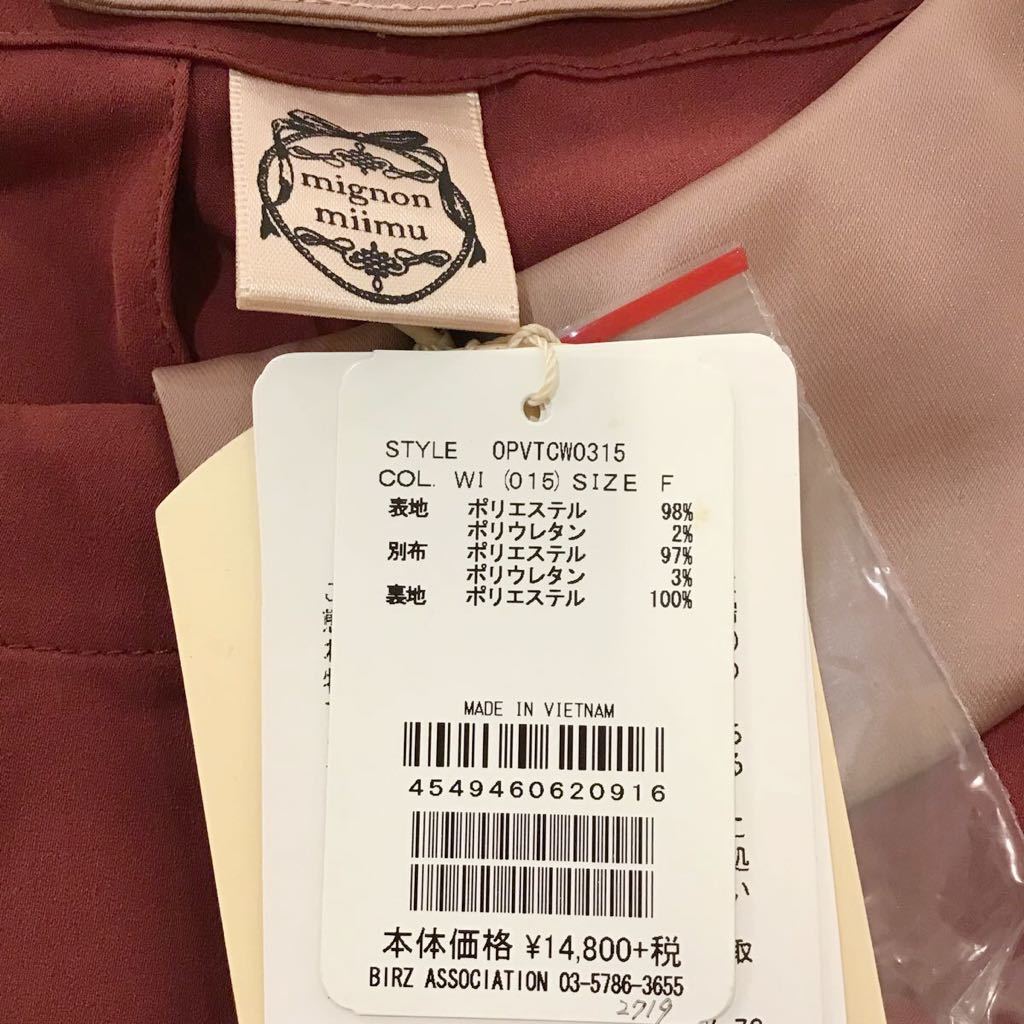 mignon
miimu
STYLE OPVTCW0315
COL. WI (015) SIZE F
表地 ポリエステル 98%
ポリウレタン 2%
別布 ポリエステル 97%
ポリウレタン 3%
裏地 ポリエステル 100%
MADE IN VIETNAM
4549460620916
本体価格 ¥14,800+税
BIRZ ASSOCIATION 03-5786-3655
2719